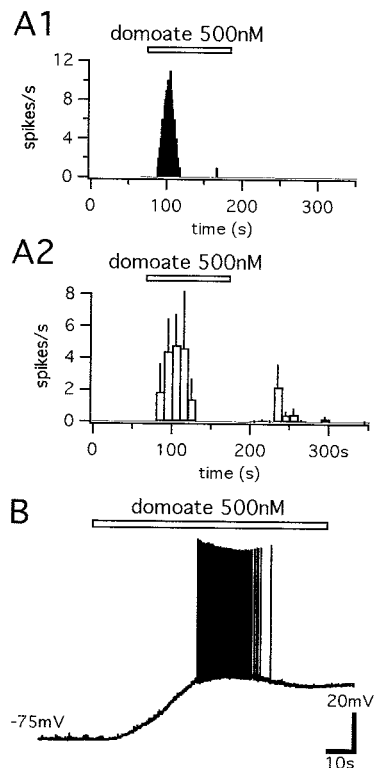 A1
domoate 500nM
12
8
4
0
spikes/s
0 100 200 300
time (s)
A2
domoate 500nM
8
6
4
2
0
spikes/s
0 100 200 300s
time (s)
B
domoate 500nM
-75mV
20mV
10s